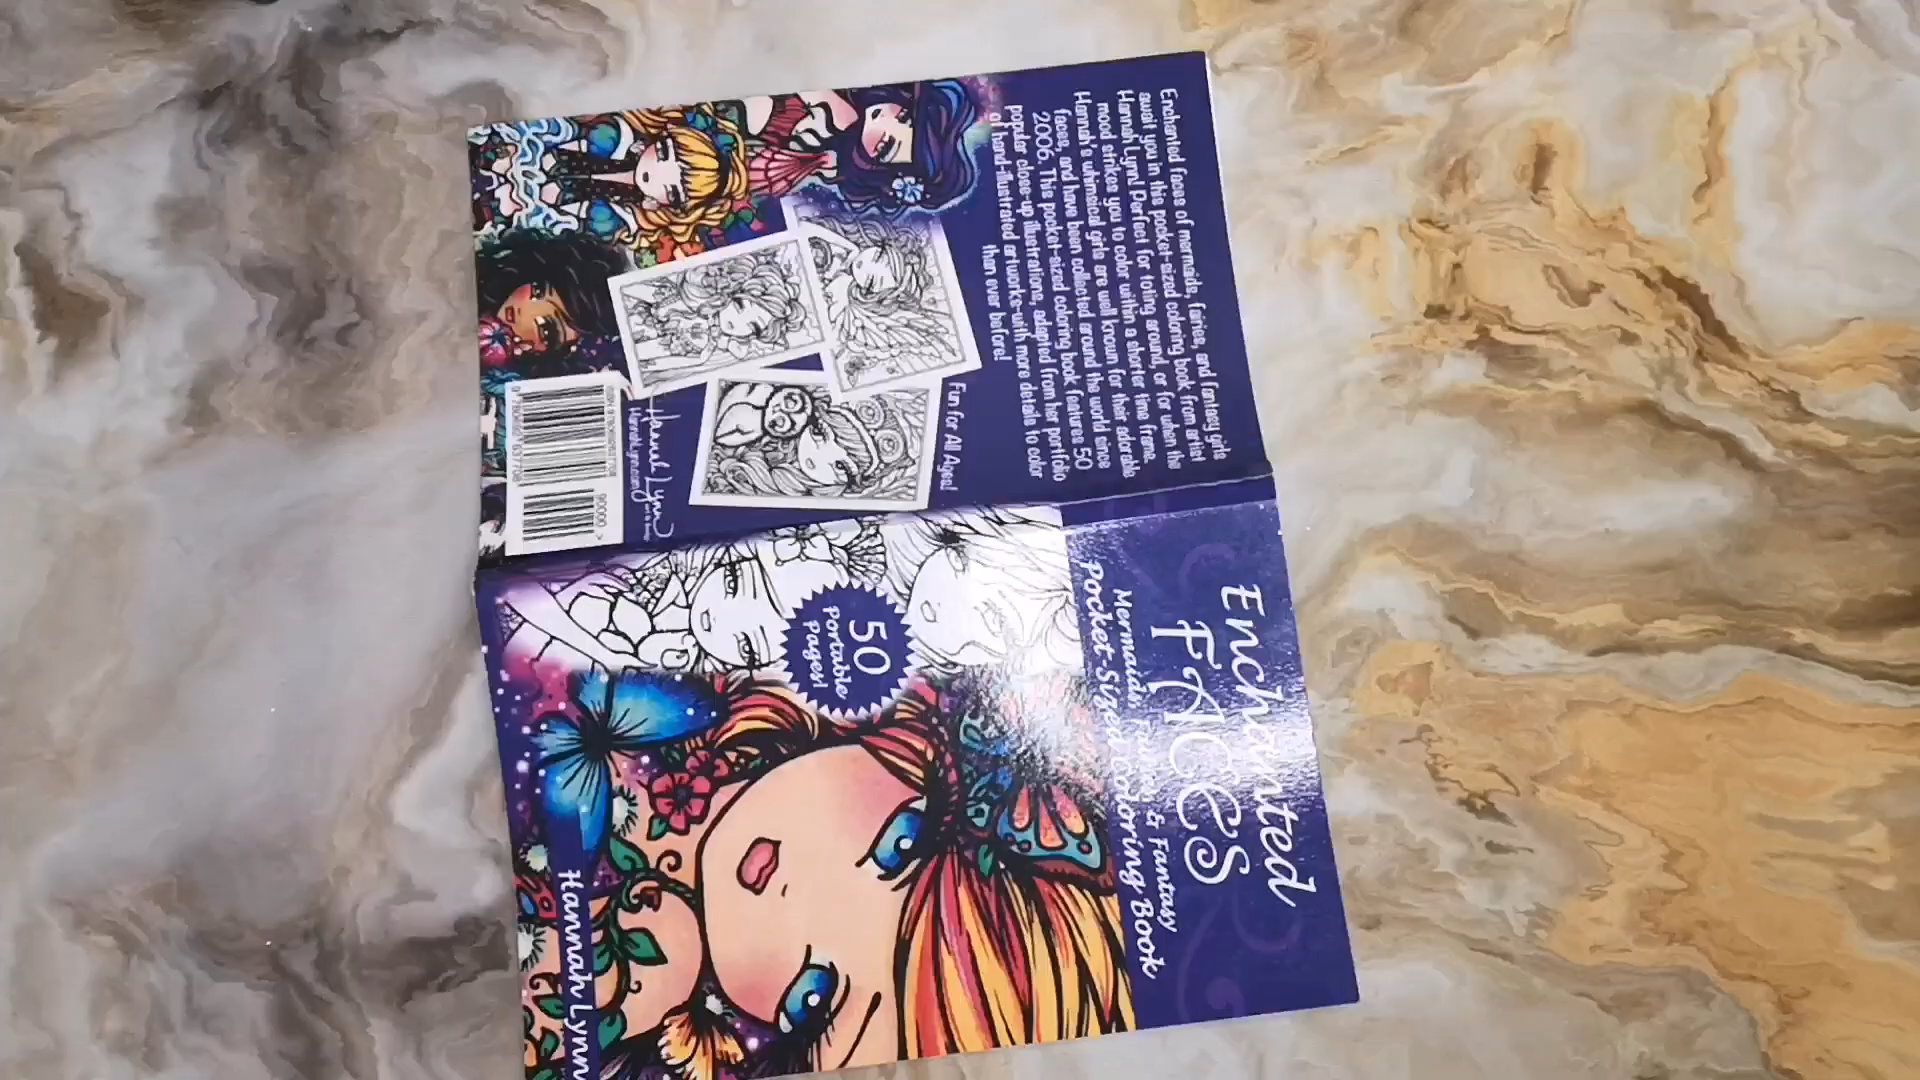 Enchanted
FACES
Mermaids, & Fantasy
Pocket-Sized Coloring Book
50
Portable
Pages!
Hannah Lynn
Enchanted faces of mermaids, fairies, and fantasy girls
await you in this pocket-sized coloring book from artist
Hannah Lynn! Perfect for toting around, or for when the
mood strikes you to color within a shorter time frame.
Hannah's whimsical girls are well known for their adorable
faces, and have been collected around the world since
2006. This pocket-sized coloring book features 50
popular close-up illustrations, adapted from her portfolio
of hand-illustrated artworks-with more details to color
than ever before!
Fun for All Ages!
Hannah Lynn
HannahLynn.com
90000 >